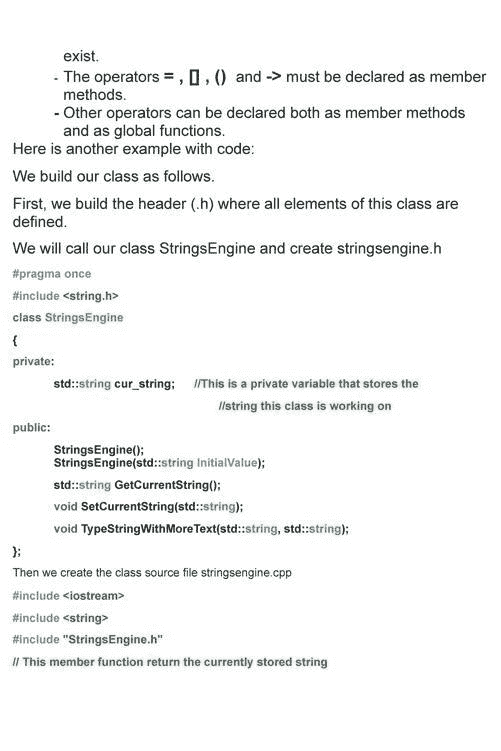 exist.
- The operators = , [] , () and -> must be declared as member
methods.
- Other operators can be declared both as member methods
and as global functions.
Here is another example with code:
We build our class as follows.
First, we build the header (.h) where all elements of this class are
defined.
We will call our class StringsEngine and create stringsengine.h
#pragma once
#include <string.h>
class StringsEngine
{
private:
std::string cur_string; //This is a private variable that stores the
//string this class is working on
public:
StringsEngine();
StringsEngine(std::string InitialValue);
std::string GetCurrentString();
void SetCurrentString(std::string);
void TypeStringWithMoreText(std::string, std::string);
};
Then we create the class source file stringsengine.cpp
#include <iostream>
#include <string>
#include "StringsEngine.h"
// This member function return the currently stored string